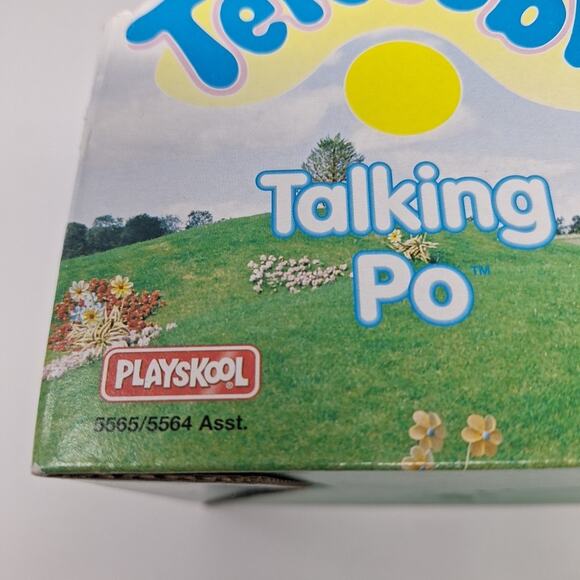 Talking
Po™
PLAYSKOOL
5565/5564 Asst.